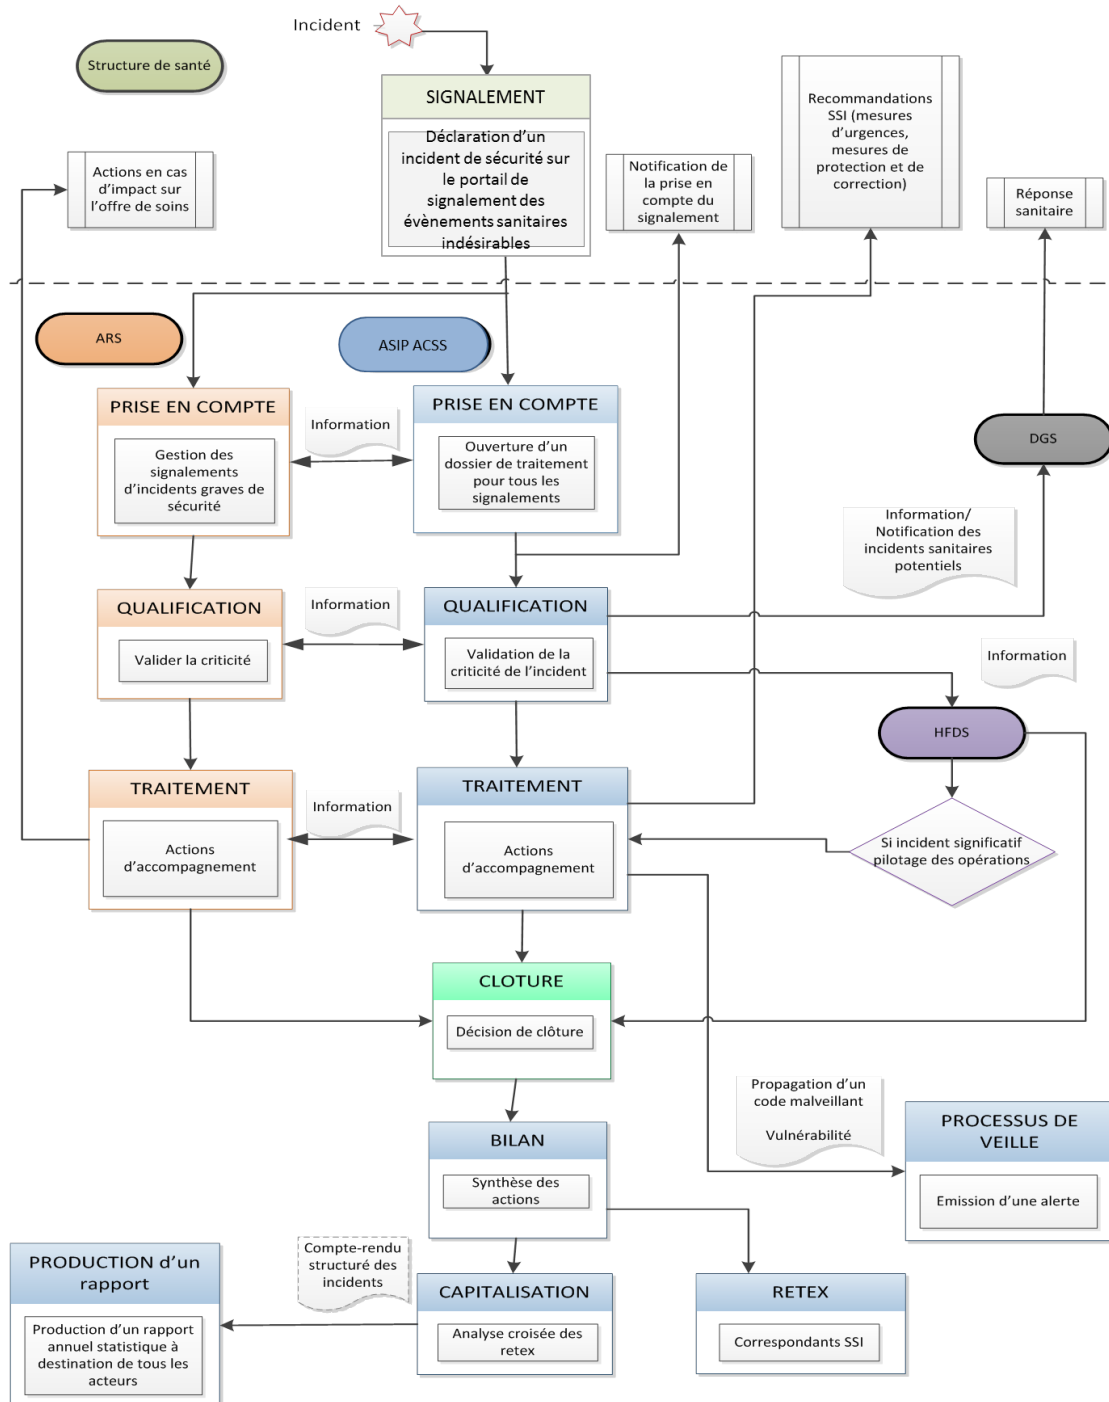 Incident
Structure de santé
SIGNALEMENT
Déclaration d’un
incident de sécurité sur
le portail de
signalement des
évènements sanitaires
indésirables
Recommandations
SSI (mesures
d’urgences,
mesures de
protection et de
correction)
Actions en cas
d’impact sur
l’offre de soins
Notification de
la prise en
compte du
signalement
Réponse
sanitaire
ARS
ASIP ACSS
PRISE EN COMPTE
Gestion des
signalements
d’incidents graves de
sécurité
Information
PRISE EN COMPTE
Ouverture d’un
dossier de traitement
pour tous les
signalements
DGS
Information/
Notification des
incidents sanitaires
potentiels
QUALIFICATION
Valider la criticité
Information
QUALIFICATION
Validation de la
criticité de l’incident
Information
HFDS
TRAITEMENT
Actions
d’accompagnement
Information
TRAITEMENT
Actions
d’accompagnement
Si incident significatif
pilotage des opérations
CLOTURE
Décision de clôture
Propagation d’un
code malveillant
Vulnérabilité
PROCESSUS DE
VEILLE
Emission d’une alerte
BILAN
Synthèse des
actions
PRODUCTION d’un
rapport
Production d’un rapport
annuel statistique à
destination de tous les
acteurs
Compte-rendu
structuré des
incidents
CAPITALISATION
Analyse croisée des
retex
RETEX
Correspondants SSI